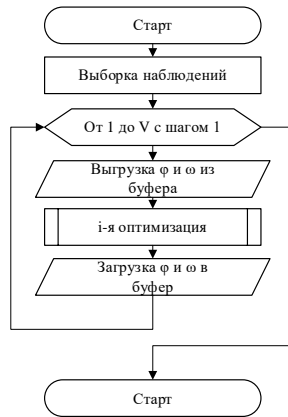 Старт
Выборка наблюдений
От 1 до V с шагом 1
Выгрузка φ и ω из
буфера
i-я оптимизация
Загрузка φ и ω в
буфер
Старт